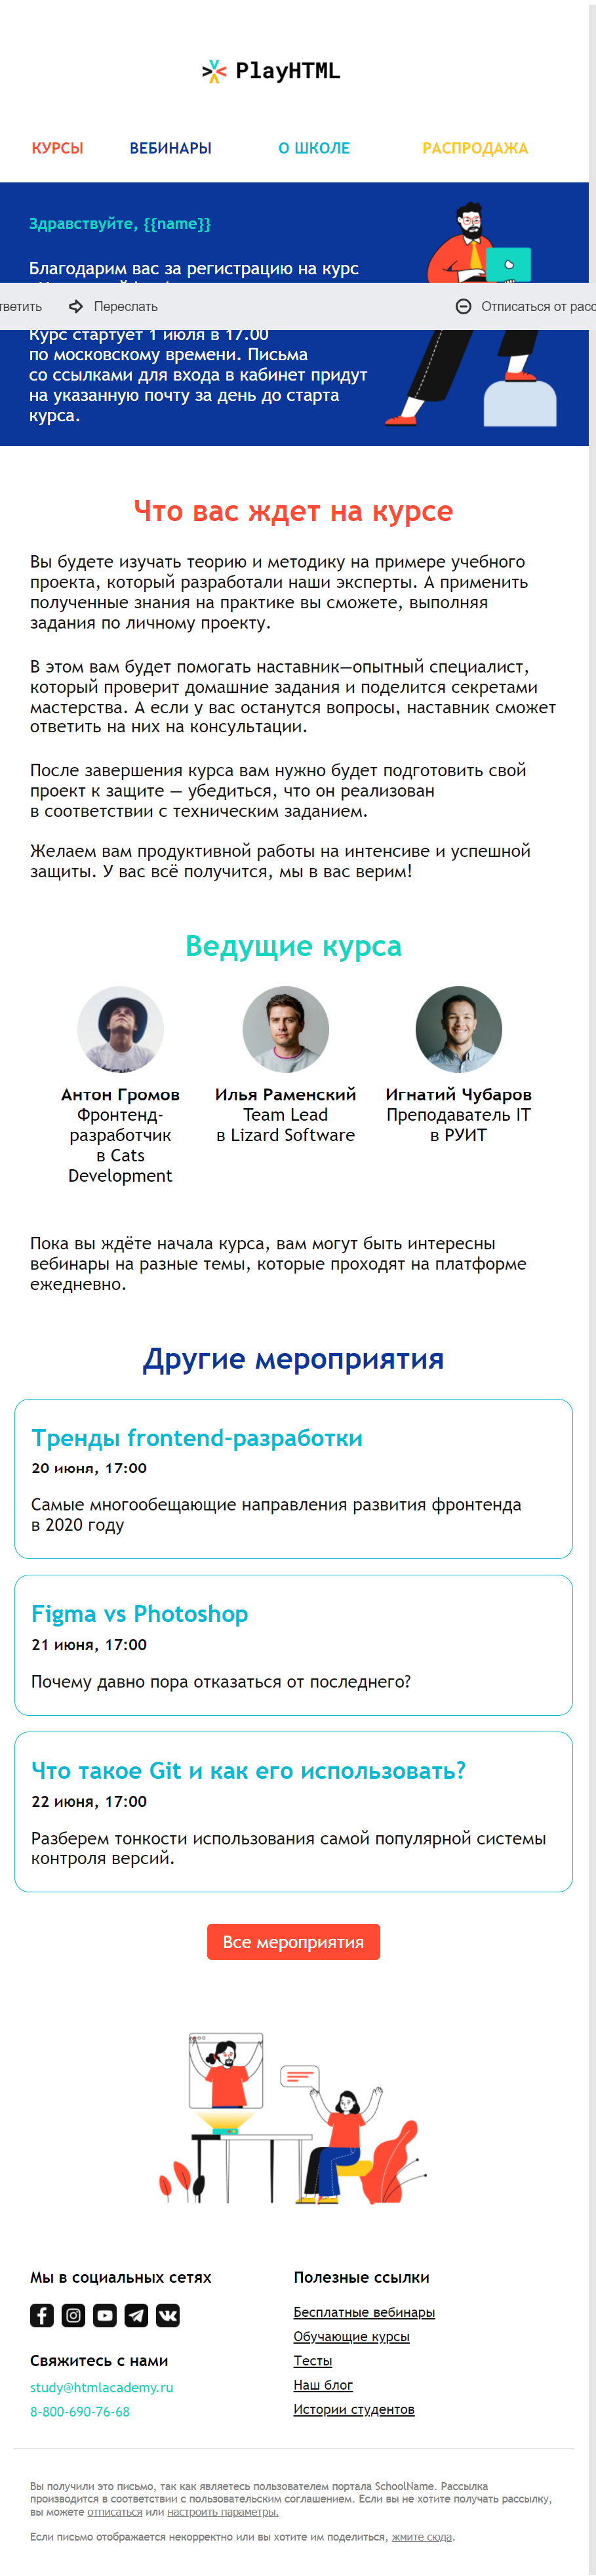 PlayHTML
КУРСЫ ВЕБИНАРЫ О ШКОЛЕ РАСПРОДАЖА
Здравствуйте, {{name}}
Благодарим вас за регистрацию на курс
Переслать Отписаться от
Курс стартует 1 июля в 17.00
по московскому времени. Письма
со ссылками для входа в кабинет придут
на указанную почту за день до старта
курса.
Что вас ждет на курсе
Вы будете изучать теорию и методику на примере учебного
проекта, который разработали наши эксперты. А применить
полученные знания на практике вы сможете, выполняя
задания по личному проекту.
В этом вам будет помогать наставник—опытный специалист,
который проверит домашние задания и поделится секретами
мастерства. А если у вас останутся вопросы, наставник сможет
ответить на них на консультации.
После завершения курса вам нужно будет подготовить свой
проект к защите — убедиться, что он реализован
в соответствии с техническим заданием.
Желаем вам продуктивной работы на интенсиве и успешной
защиты. У вас всё получится, мы в вас верим!
Ведущие курса
Антон Громов
Фронтенд-
разработчик
в Cats
Development
Илья Раменский
Team Lead
в Lizard Software
Игнатий Чубаров
Преподаватель IT
в РУИТ
Пока вы ждёте начала курса, вам могут быть интересны
вебинары на разные темы, которые проходят на платформе
ежедневно.
Другие мероприятия
Тренды frontend-разработки
20 июня, 17:00
Самые многообещающие направления развития фронтенда
в 2020 году
Figma vs Photoshop
21 июня, 17:00
Почему давно пора отказаться от последнего?
Что такое Git и как его использовать?
22 июня, 17:00
Разберем тонкости использования самой популярной системы
контроля версий.
Все мероприятия
Мы в социальных сетях
Свяжитесь с нами
study@htmlacademy.ru
8-800-690-76-68
Полезные ссылки
Бесплатные вебинары
Обучающие курсы
Тесты
Наш блог
Истории студентов
Вы получили это письмо, так как являетесь пользователем портала SchoolName. Рассылка
производится в соответствии с пользовательским соглашением. Если вы не хотите получать рассылку,
вы можете отписаться или настроить параметры.
Если письмо отображается некорректно или вы хотите им поделиться, жмите сюда.